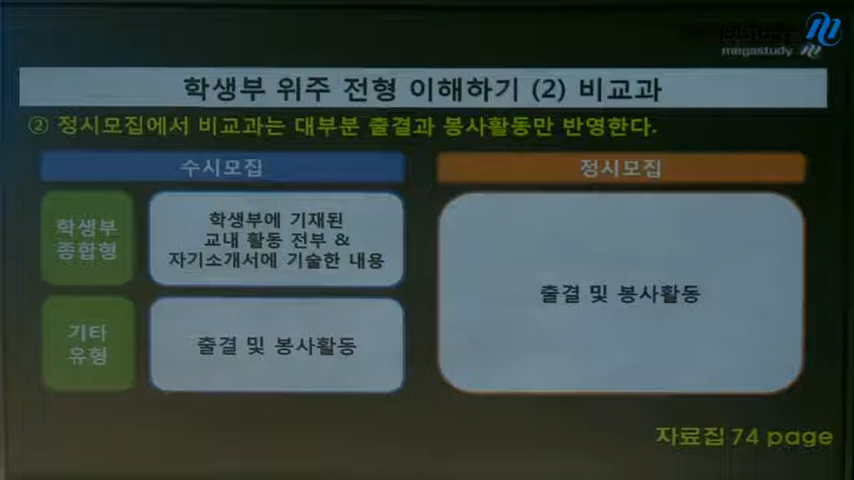 megastudy
학생부 위주 전형 이해하기 (2) 비교과
② 정시모집에서 비교과는 대부분 출결과 봉사활동만 반영한다.
수시모집
정시모집
학생부
종합형
학생부에 기재된
교내 활동 전부 &
자기소개서에 기술한 내용
기타
유형
출결 및 봉사활동
출결 및 봉사활동
자료집 74 page